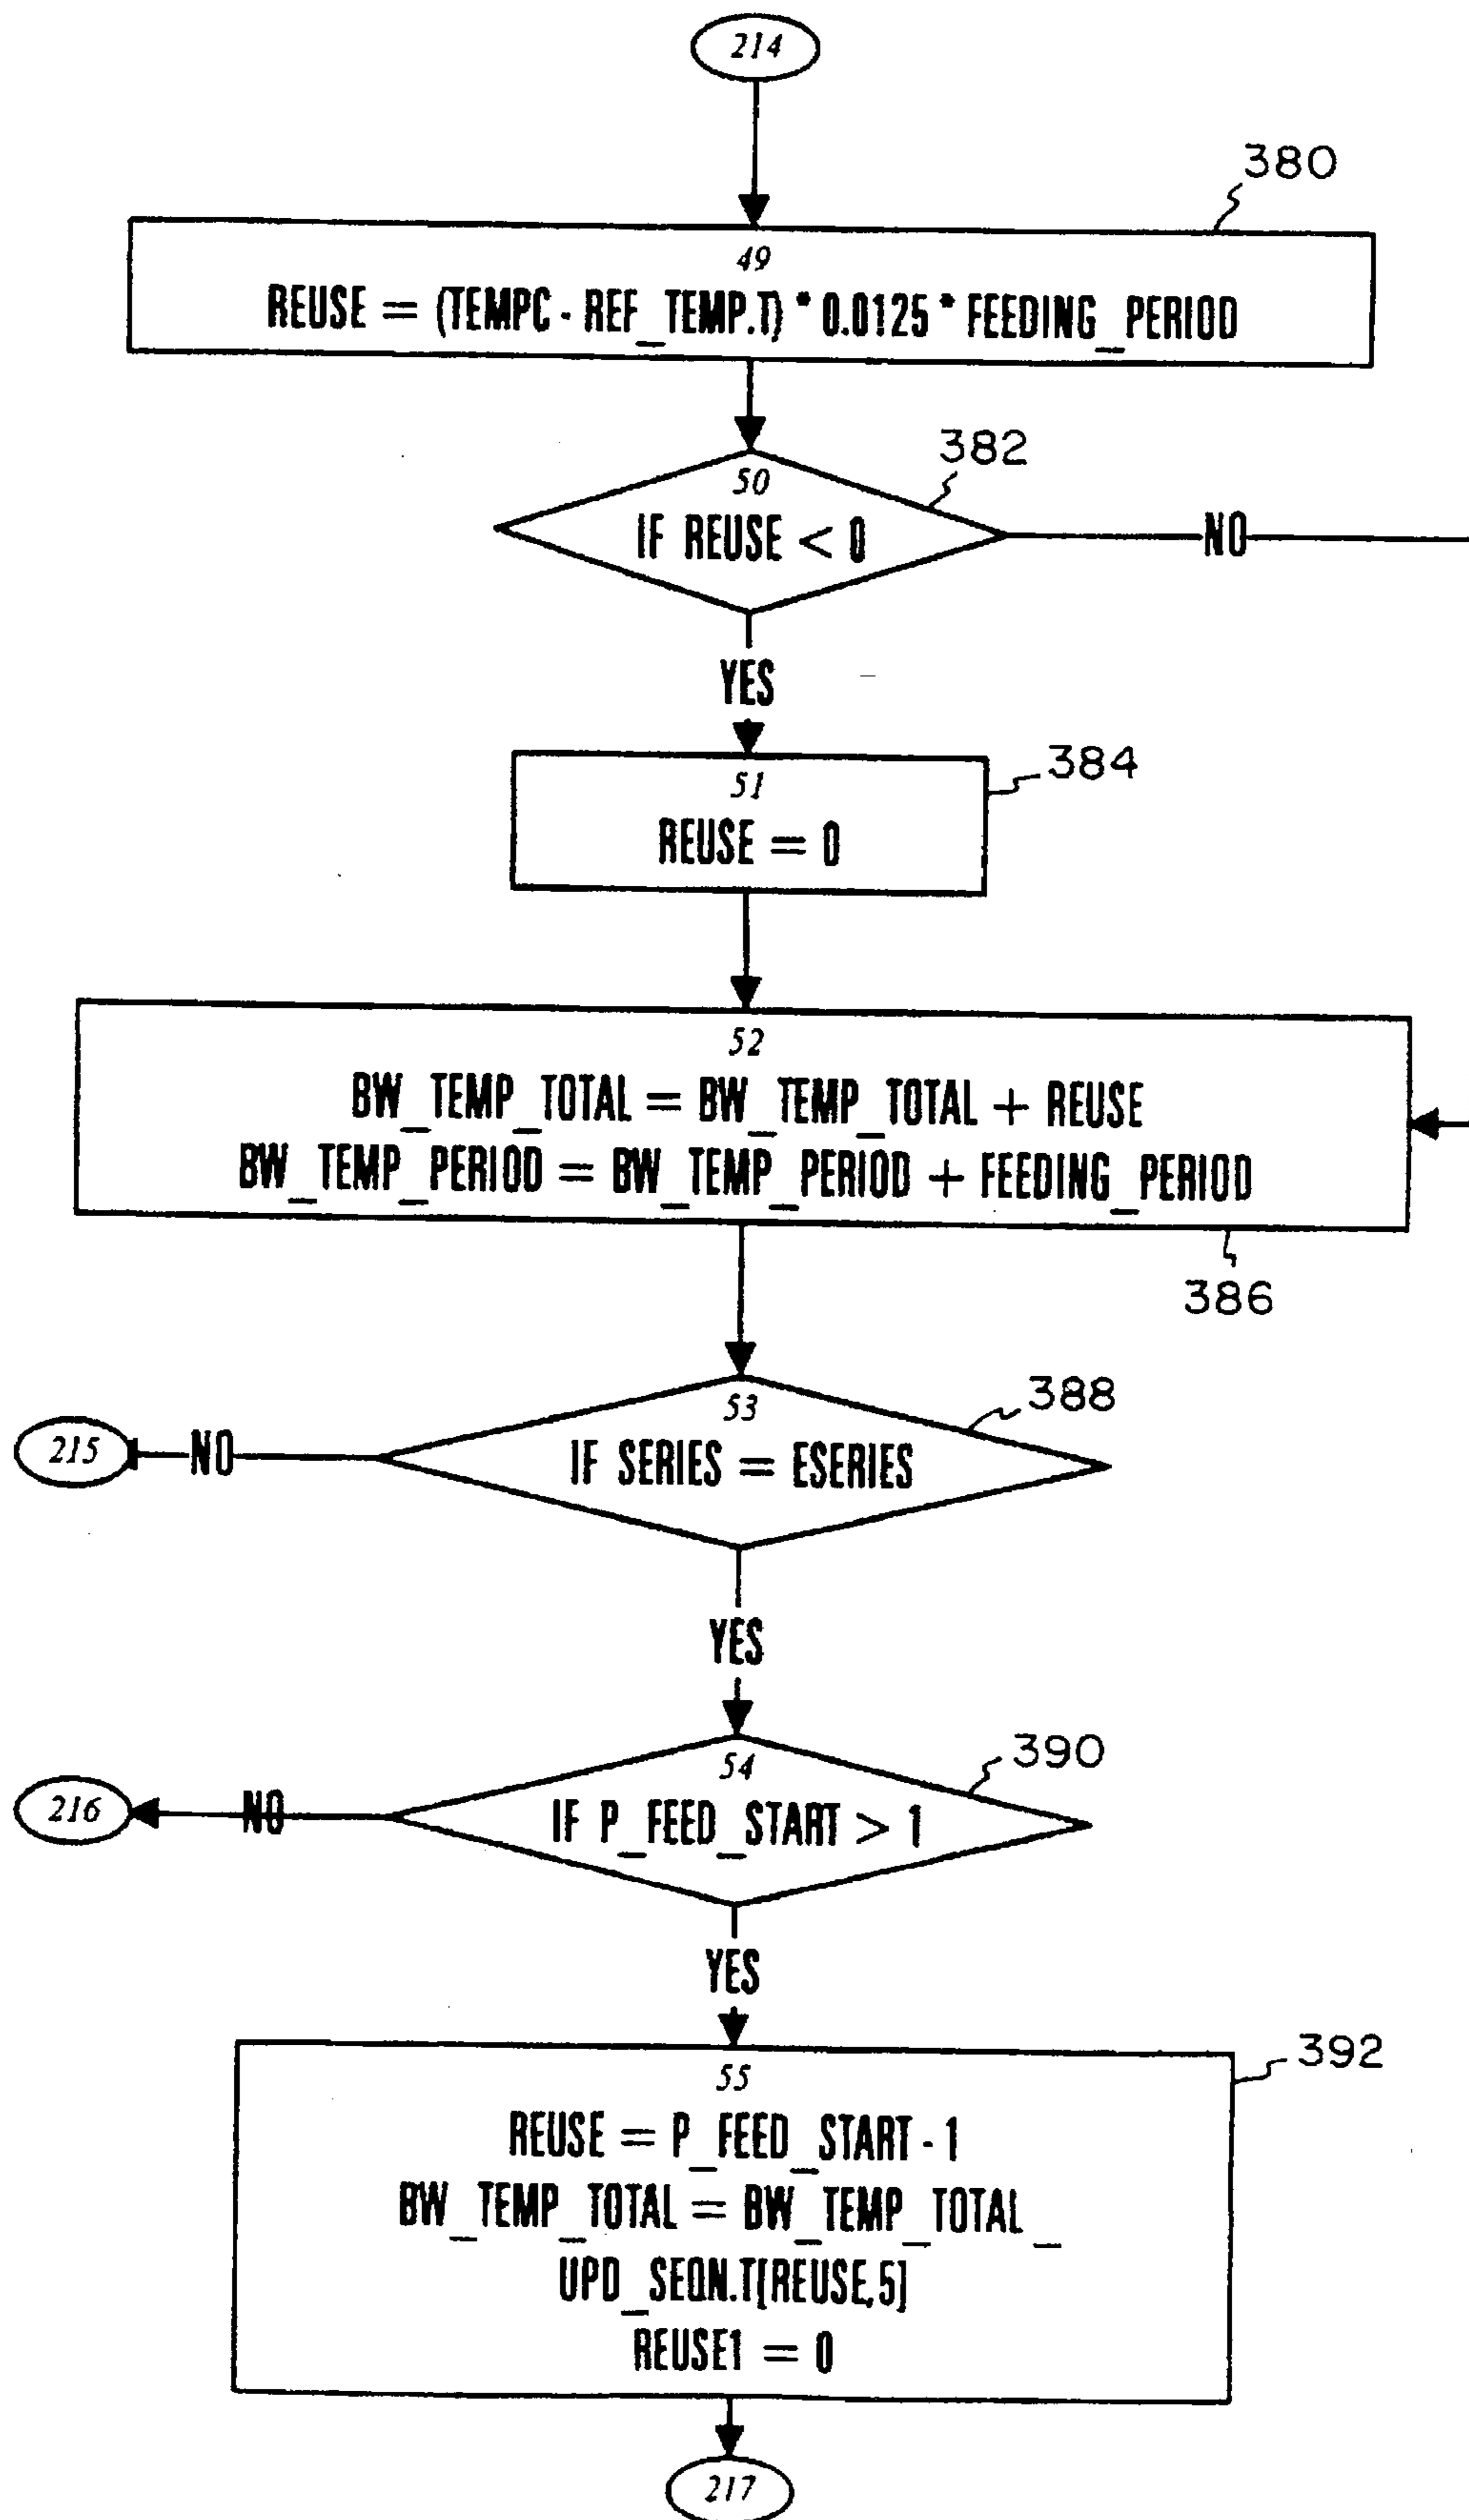 214
380
49
REUSE = (TEMPC - REF_TEMP.T) * 0.0125 * FEEDING_PERIOD
382
50
IF REUSE < 0
NO
YES
384
51
REUSE = 0
52
BW_TEMP_TOTAL = BW_TEMP_TOTAL + REUSE
BW_TEMP_PERIOD = BW_TEMP_PERIOD + FEEDING_PERIOD
386
388
53
IF SERIES = ESERIES
NO
215
YES
390
54
IF P_FEED_START > 1
NO
216
YES
392
55
REUSE = P_FEED_START - 1
BW_TEMP_TOTAL = BW_TEMP_TOTAL _
UPD_SEQN.T[REUSE,5]
REUSE1 = 0
217